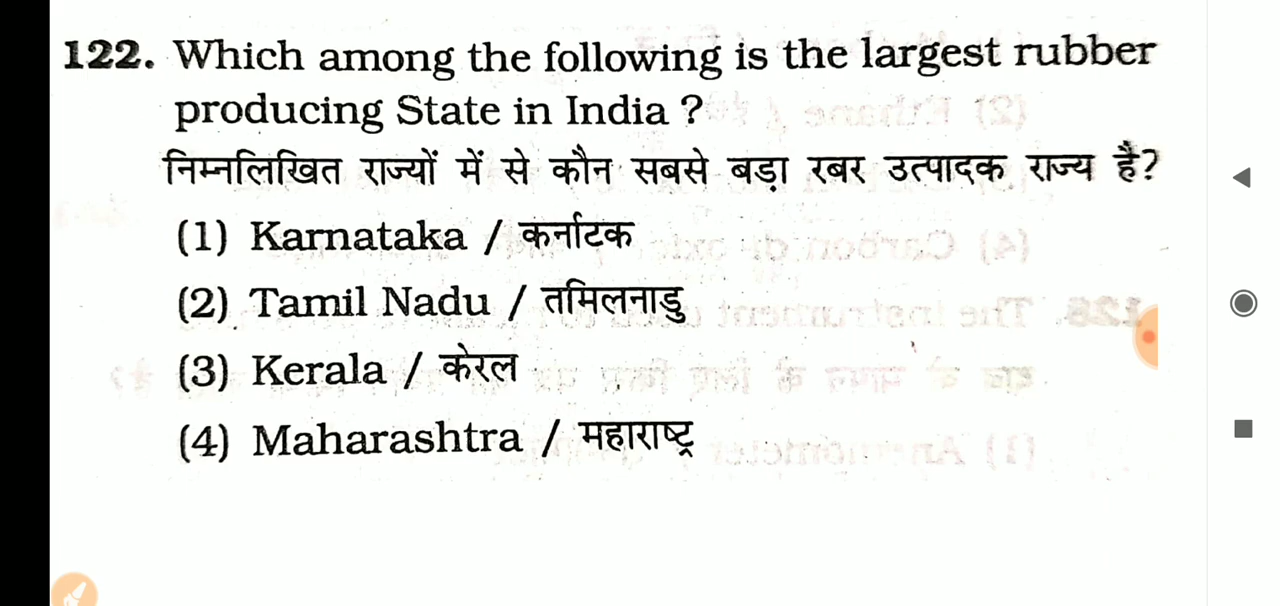 122. Which among the following is the largest rubber
producing State in India ?
निम्नलिखित राज्यों में से कौन सबसे बड़ा रबर उत्पादक राज्य है?
(1) Karnataka / कर्नाटक
(2) Tamil Nadu / तमिलनाडु
(3) Kerala / केरल
(4) Maharashtra / महाराष्ट्र